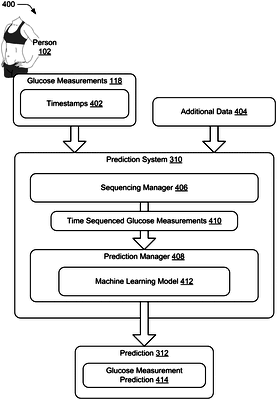 400
Person
102
Glucose Measurements 118
Timestamps 402
Additional Data 404
Prediction System 310
Sequencing Manager 406
Time Sequenced Glucose Measurements 410
Prediction Manager 408
Machine Learning Model 412
Prediction 312
Glucose Measurement
Prediction 414